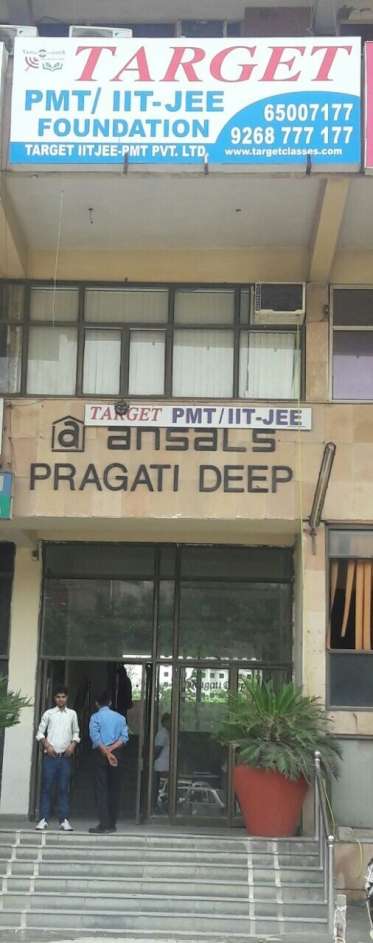 TARGET
PMT/ IIT-JEE
FOUNDATION
65007177
9268 777 177
TARGET IITJEE-PMT PVT. LTD.
www.targetclasses.com
TARGET PMT/IIT-JEE
a ansals
PRAGATI DEEP